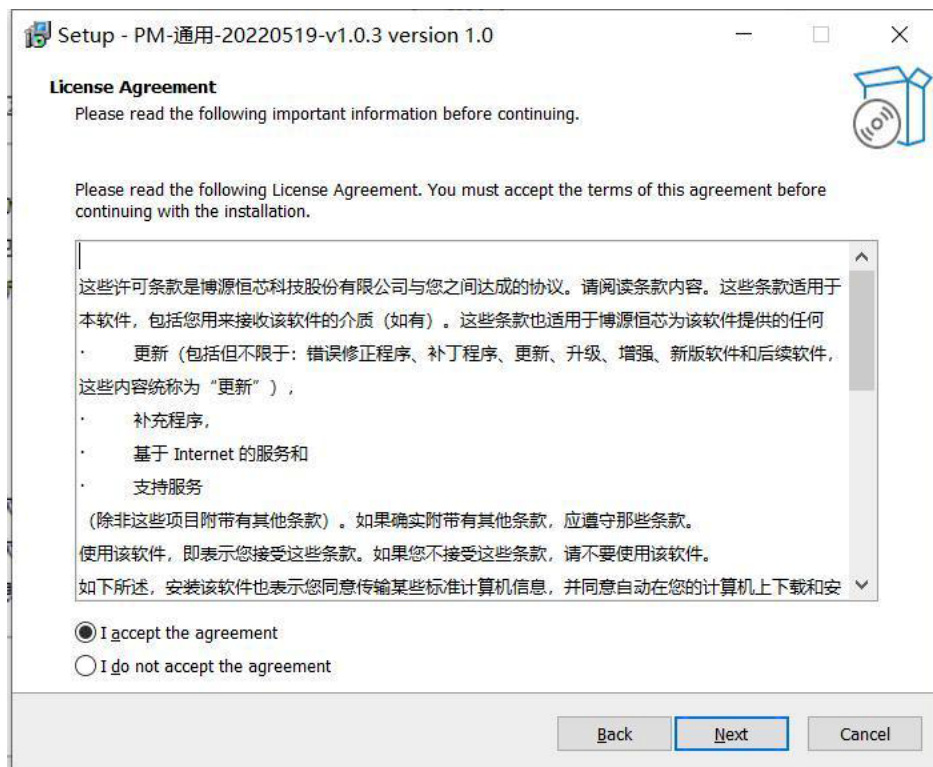 Setup - PM-通用-20220519-v1.0.3 version 1.0
License Agreement
Please read the following important information before continuing.
Please read the following License Agreement. You must accept the terms of this agreement before
continuing with the installation.
这些许可条款是博源恒芯科技股份有限公司与您之间达成的协议。请阅读条款内容。这些条款适用于
本软件，包括您用来接收该软件的介质（如有）。这些条款也适用于博源恒芯为该软件提供的任何
· 更新（包括但不限于：错误修正程序、补丁程序、更新、升级、增强、新版软件和后续软件，
这些内容统称为“更新”），
· 补充程序，
· 基于 Internet 的服务和
· 支持服务
（除非这些项目附带有其他条款）。如果确实附带有其他条款，应遵守那些条款。
使用该软件，即表示您接受这些条款。如果您不接受这些条款，请不要使用该软件。
如下所述，安装该软件也表示您同意传输某些标准计算机信息，并同意自动在您的计算机上下载和安
I accept the agreement
I do not accept the agreement
Back
Next
Cancel